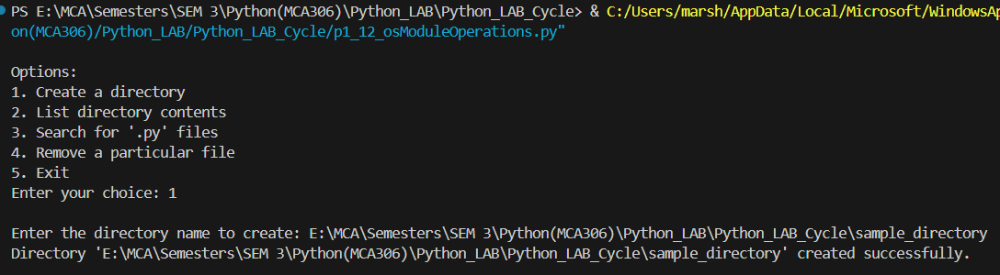 PS E:\MCA\Semesters\SEM 3\Python(MCA306)\Python_LAB\Python_LAB_Cycle> & C:/Users/marsh/AppData/Local/Microsoft/WindowsAp
on(MCA306)/Python_LAB/Python_LAB_Cycle/p1_12_osModuleOperations.py"
Options:
1. Create a directory
2. List directory contents
3. Search for '.py' files
4. Remove a particular file
5. Exit
Enter your choice: 1
Enter the directory name to create: E:\MCA\Semesters\SEM 3\Python(MCA306)\Python_LAB\Python_LAB_Cycle\sample_directory
Directory 'E:\MCA\Semesters\SEM 3\Python(MCA306)\Python_LAB\Python_LAB_Cycle\sample_directory' created successfully.